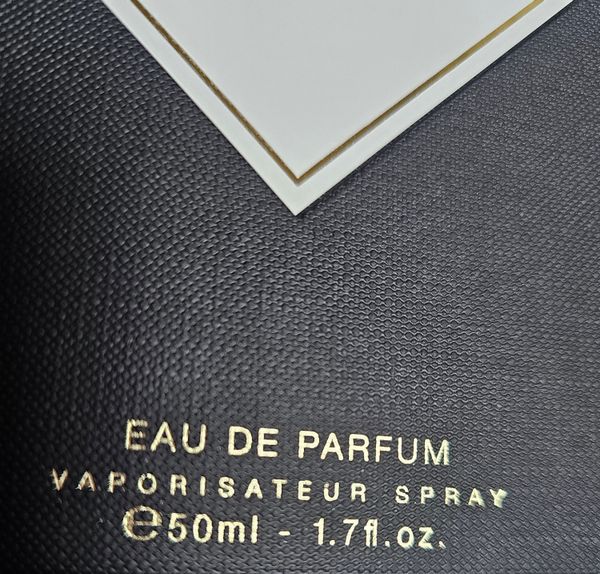 EAU DE PARFUM
VAPORISATEUR SPRAY
℮50ml - 1.7fl.oz.